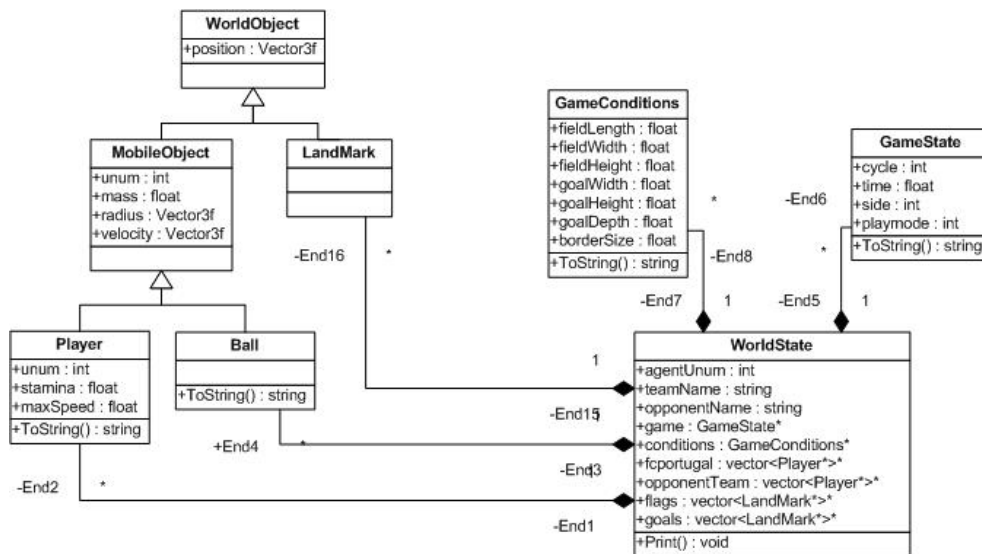 WorldObject
+position : Vector3f
MobileObject
+unum : int
+mass : float
+radius : Vector3f
+velocity : Vector3f
LandMark
GameConditions
+fieldLength : float
+fieldWidth : float
+fieldHeight : float
+goalWidth : float
+goalHeight : float
+goalDepth : float
+borderSize : float
+ToString() : string
GameState
+cycle : int
+time : float
+side : int
+playmode : int
+ToString() : string
-End16
*
*
-End8
-End7
1
-End6
*
-End5
1
Player
+unum : int
+stamina : float
+maxSpeed : float
+ToString() : string
Ball
+ToString() : string
WorldState
+agentUnum : int
+teamName : string
+opponentName : string
+game : GameState*
+conditions : GameConditions*
+fcportugal : vector<Player*>*
+opponentTeam : vector<Player*>*
+flags : vector<LandMark*>*
+goals : vector<LandMark*>*
+Print() : void
1
-End15
1
+End4
*
-End3
1
-End2
*
-End1